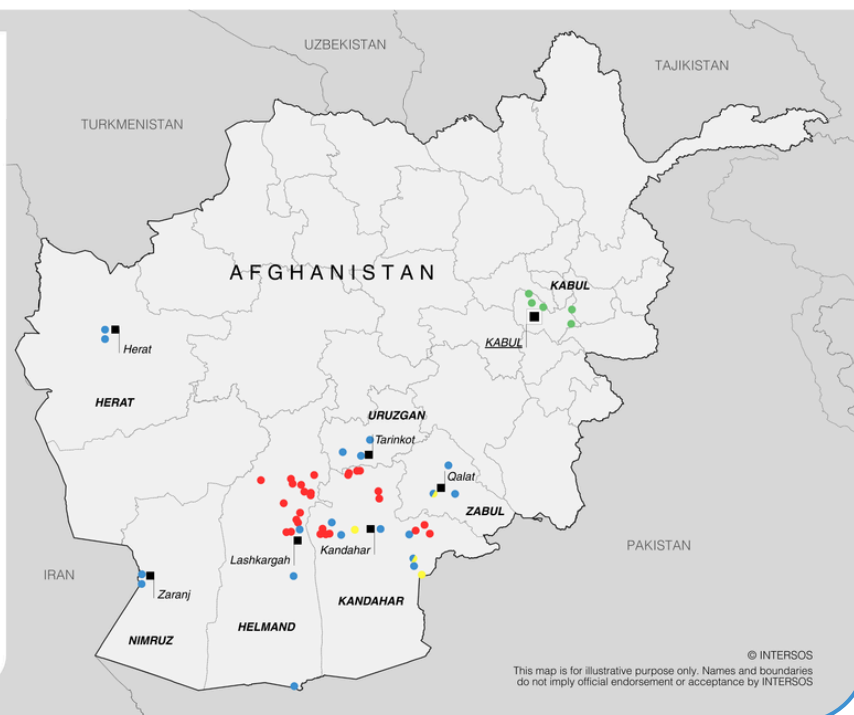 UZBEKISTAN
TAJIKISTAN
TURKMENISTAN
AFGHANISTAN
KABUL
KABUL
Herat
HERAT
URUZGAN
Tarinkot
Qalat
ZABUL
Lashkargah
Kandahar
PAKISTAN
IRAN
Zaranj
KANDAHAR
HELMAND
NIMRUZ
© INTERSOS
This map is for illustrative purpose only. Names and boundaries
do not imply official endorsement or acceptance by INTERSOS